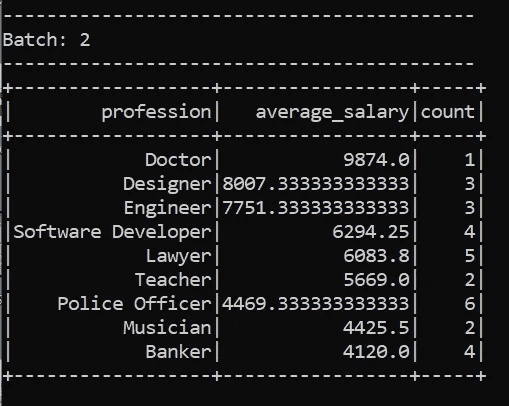 -------------------------------------------
Batch: 2
-------------------------------------------
+------------------+-----------------+-----+
|        profession|   average_salary|count|
+------------------+-----------------+-----+
|            Doctor|           9874.0|    1|
|          Designer|8007.333333333333|    3|
|          Engineer|7751.333333333333|    3|
|Software Developer|          6294.25|    4|
|            Lawyer|           6083.8|    5|
|           Teacher|           5669.0|    2|
|    Police Officer|4469.333333333333|    6|
|          Musician|           4425.5|    2|
|            Banker|           4120.0|    4|
+------------------+-----------------+-----+